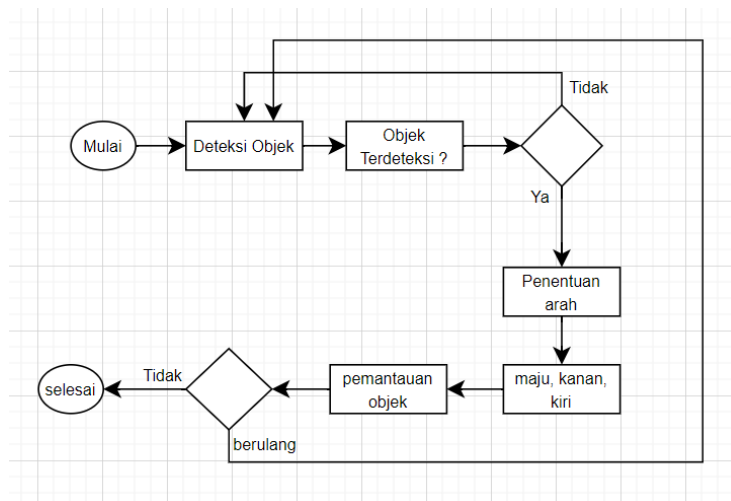 Tidak
Mulai
Deteksi Objek
Objek
Terdeteksi ?
Ya
Penentuan
arah
maju, kanan,
kiri
pemantauan
objek
Tidak
selesai
berulang